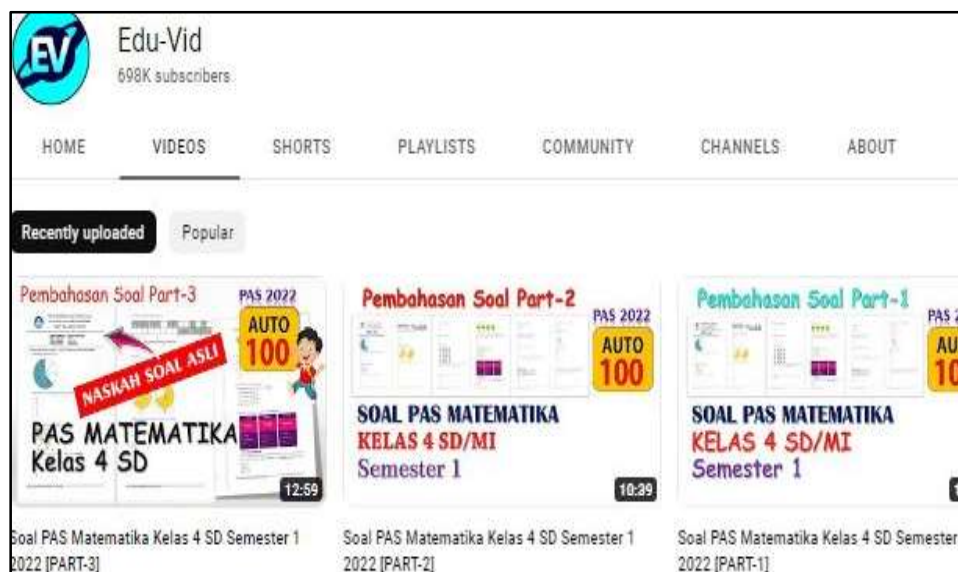 EV
Edu-Vid
698K subscribers
HOME VIDEOS SHORTS PLAYLISTS COMMUNITY CHANNELS ABOUT
Recently uploaded Popular
Pembahasan Soal Part-3
PAS 2022
AUTO
100
NASKAH SOAL ASLI
PAS MATEMATIKA
Kelas 4 SD
12:59
Soal PAS Matematika Kelas 4 SD Semester 1
2022 [PART-3]
Pembahasan Soal Part-2
PAS 2022
AUTO
100
SOAL PAS MATEMATIKA
KELAS 4 SD/MI
Semester 1
10:39
Soal PAS Matematika Kelas 4 SD Semester 1
2022 [PART-2]
Pembahasan Soal Part-1
PAS 2
AU
10
SOAL PAS MATEMATIKA
KELAS 4 SD/MI
Semester 1
1
Soal PAS Matematika Kelas 4 SD Semester
2022 [PART-1]